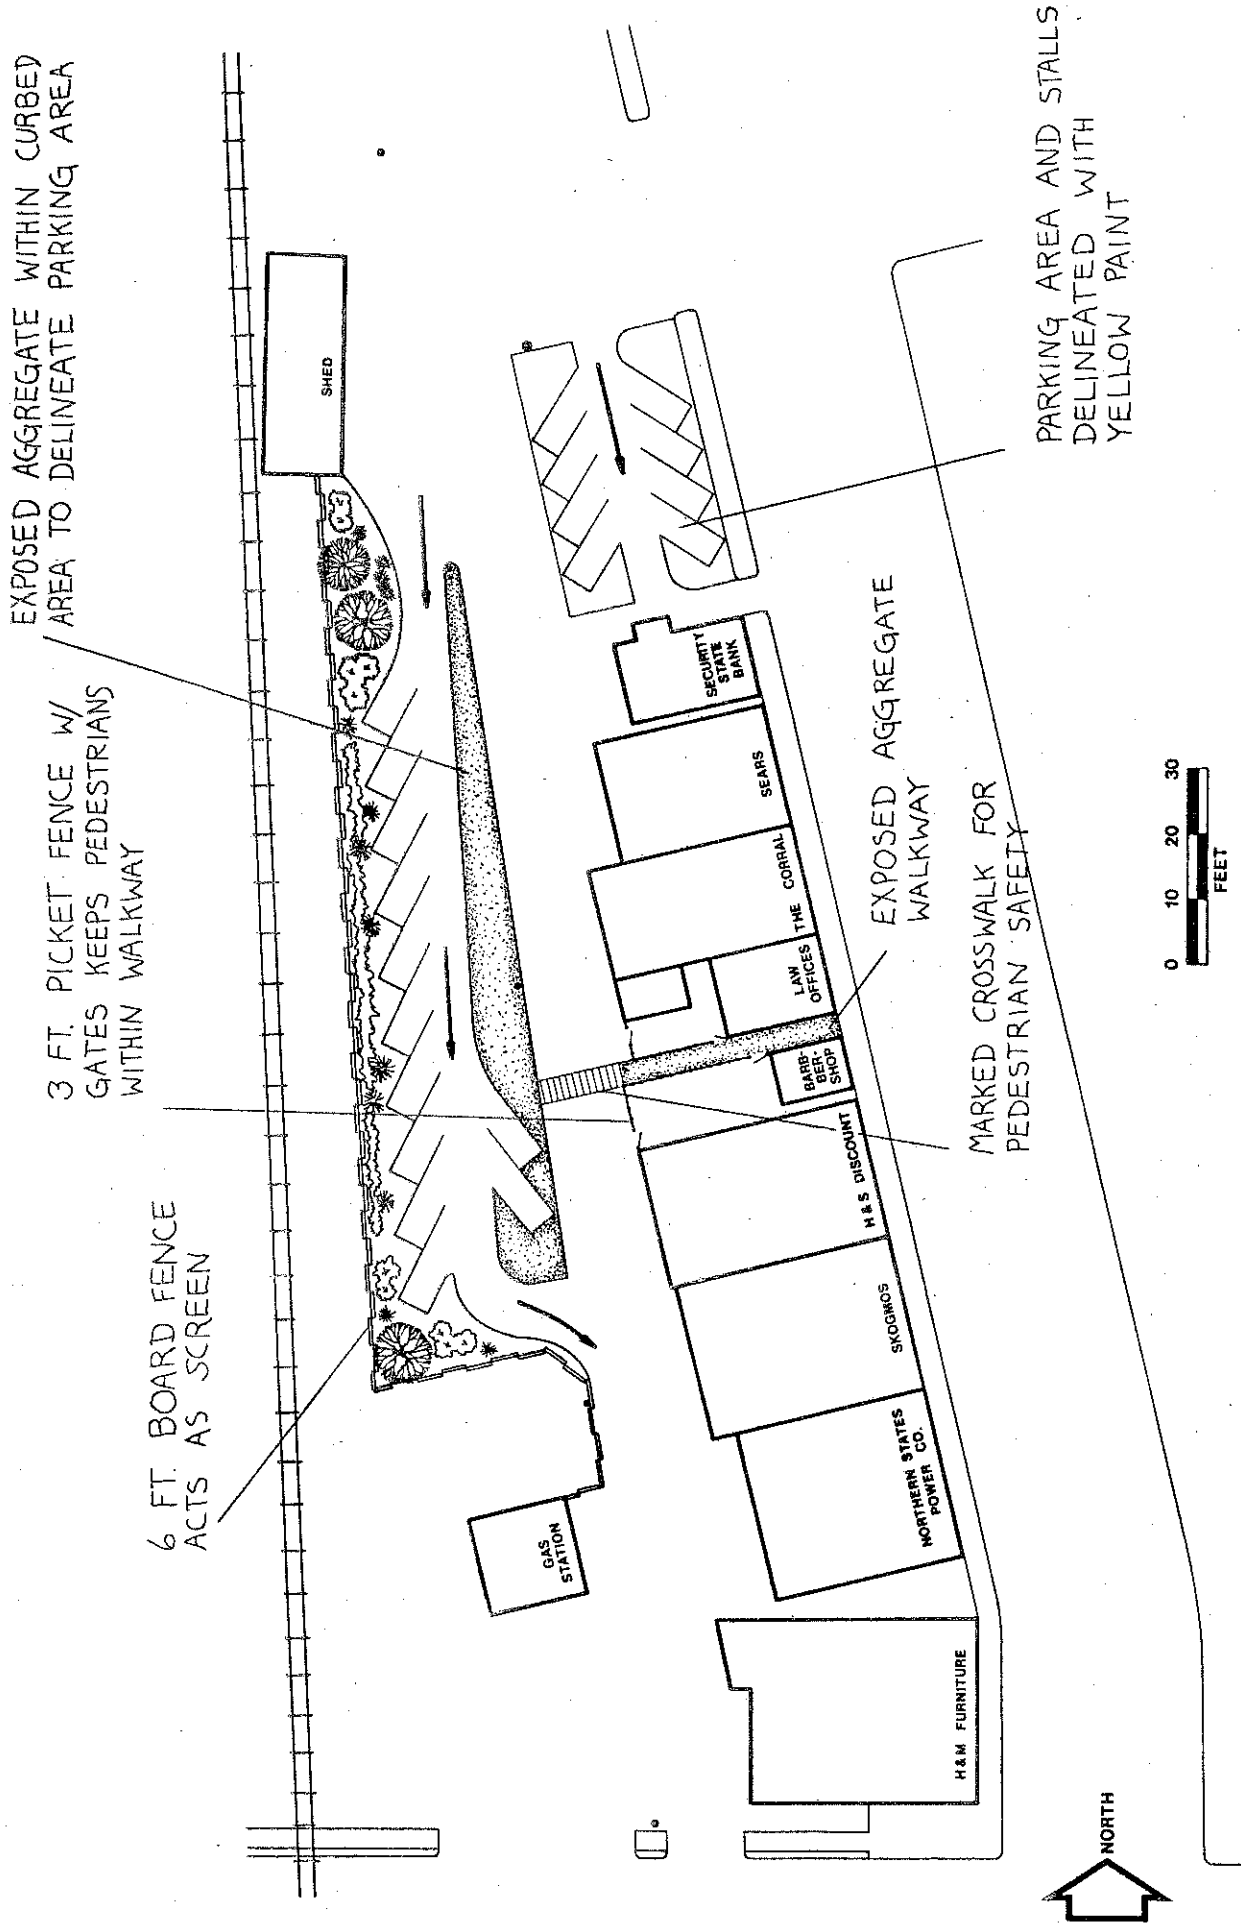 EXPOSED AGGREGATE WITHIN CURBED
AREA TO DELINEATE PARKING AREA
3 FT. PICKET FENCE W/
GATES KEEPS PEDESTRIANS
WITHIN WALKWAY
6 FT. BOARD FENCE
ACTS AS SCREEN
SHED
GAS
STATION
SECURITY
STATE
BANK
SEARS
THE CORRAL
LAW
OFFICES
BARB-
BER-
SHOP
H & S DISCOUNT
SKOGMOS
NORTHERN STATES
POWER CO.
H & M FURNITURE
PARKING AREA AND STALLS
DELINEATED WITH
YELLOW PAINT
EXPOSED AGGREGATE
WALKWAY
MARKED CROSSWALK FOR
PEDESTRIAN SAFETY
0 10 20 30
FEET
NORTH